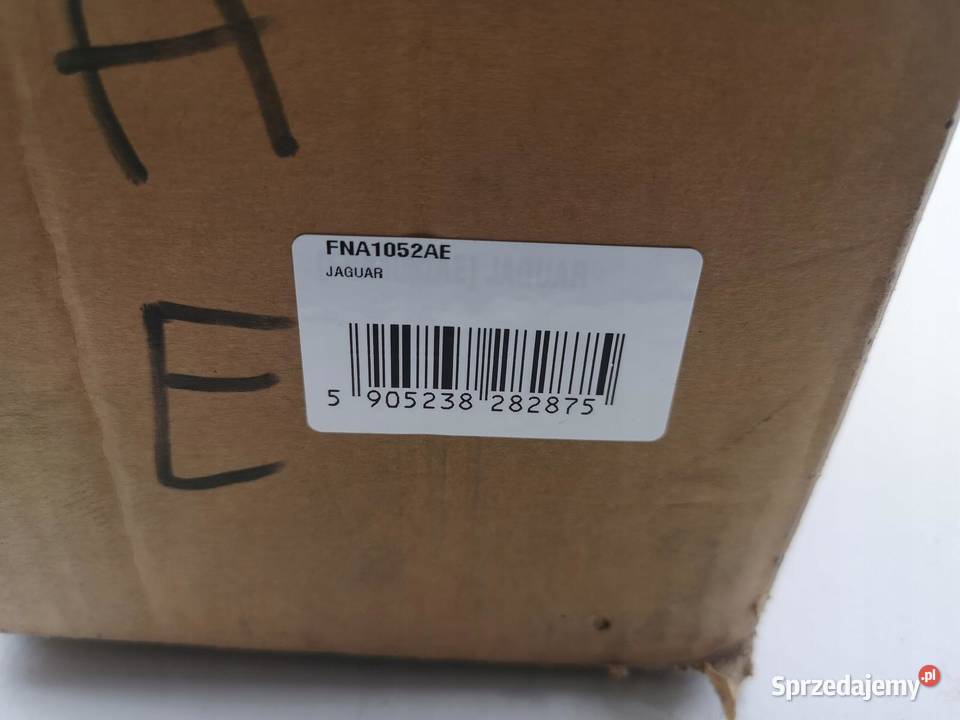 A
FNA1052AE
JAGUAR
E
5 905238 282875
Sprzedajemy.pl